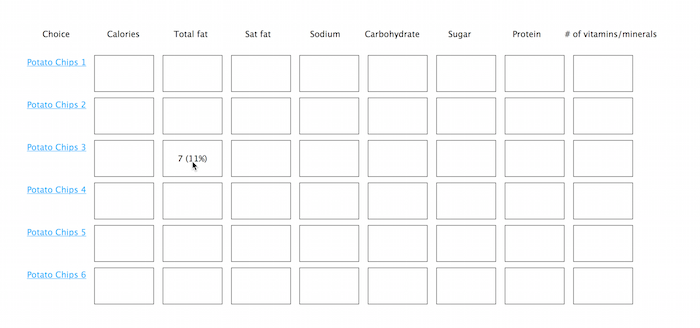 Choice Calories Total fat Sat fat Sodium Carbohydrate Sugar Protein # of vitamins/minerals
Potato Chips 1
Potato Chips 2
Potato Chips 3 7 (11%)
Potato Chips 4
Potato Chips 5
Potato Chips 6